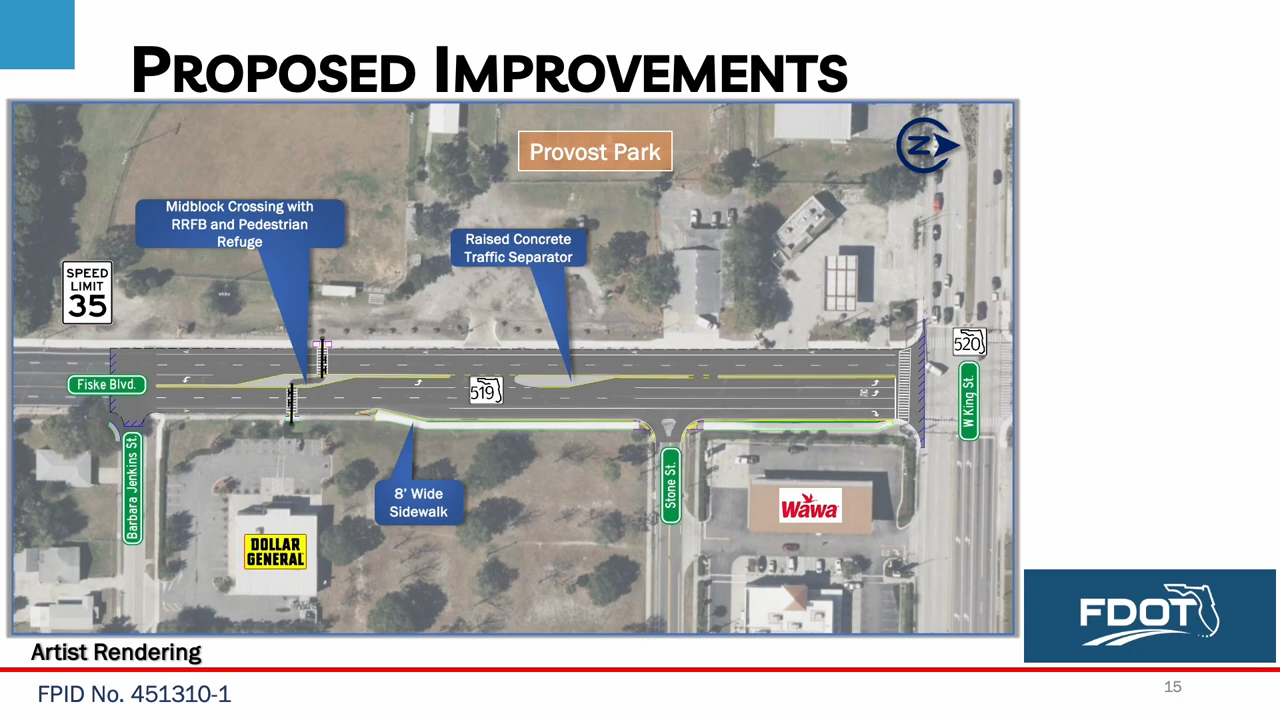 PROPOSED IMPROVEMENTS
Provost Park
N
Midblock Crossing with
RRFB and Pedestrian
Refuge
Raised Concrete
Traffic Separator
SPEED
LIMIT
35
520
Fiske Blvd.
519
W King St.
Barbara Jenkins St.
8' Wide
Sidewalk
Stone St.
Wawa
DOLLAR
GENERAL
FDOT
Artist Rendering
FPID No. 451310-1
15